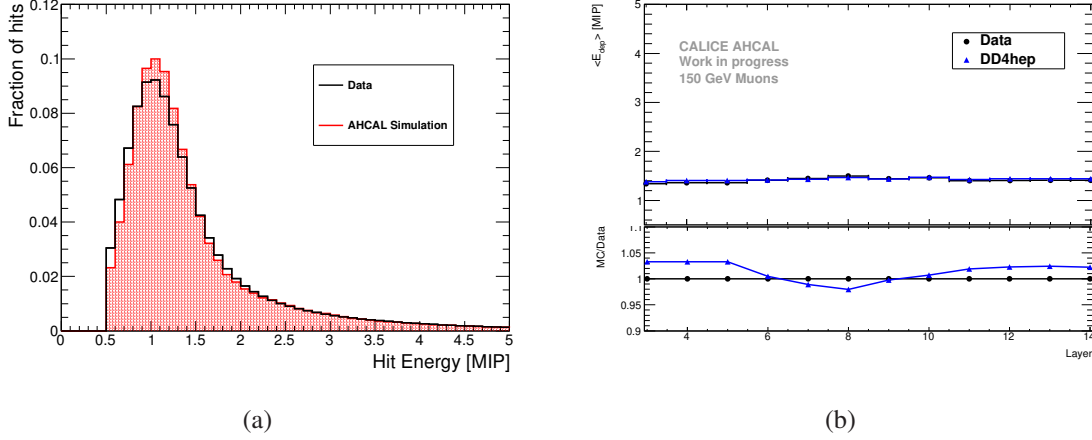 Fraction of hits
0.12
0.1
0.08
0.06
0.04
0.02
0
0 0.5 1 1.5 2 2.5 3 3.5 4 4.5 5
Hit Energy [MIP]
Data
AHCAL Simulation
(a)
<E_dep> [MIP]
5
4
3
2
1
CALICE AHCAL
Work in progress
150 GeV Muons
Data
DD4hep
MC/Data
1.1
1.05
1
0.95
0.9
4 6 8 10 12 14
Layer
(b)